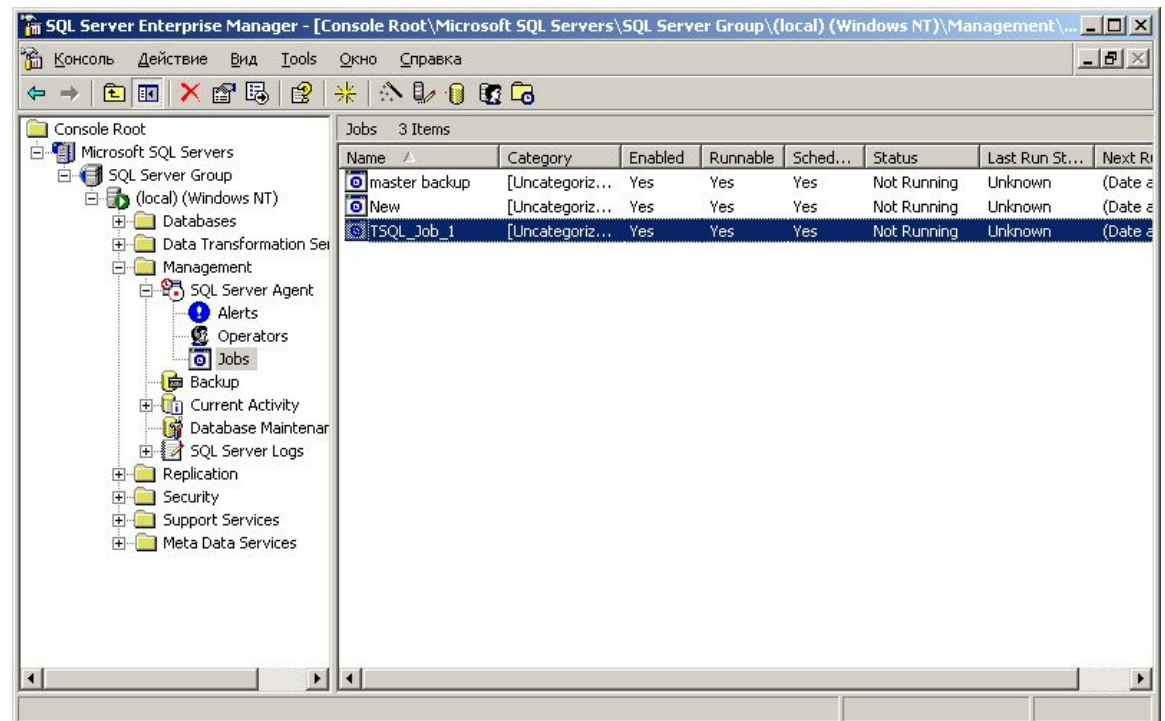 SQL Server Enterprise Manager - [Console Root\Microsoft SQL Servers\SQL Server Group\(local) (Windows NT)\Management\...
Консоль Действие Вид Tools Окно Справка
Console Root
Microsoft SQL Servers
SQL Server Group
(local) (Windows NT)
Databases
Data Transformation Ser
Management
SQL Server Agent
Alerts
Operators
Jobs
Backup
Current Activity
Database Maintenar
SQL Server Logs
Replication
Security
Support Services
Meta Data Services
Jobs 3 Items
Name Category Enabled Runnable Sched... Status Last Run St... Next Ru
master backup [Uncategoriz... Yes Yes Yes Not Running Unknown (Date a
New [Uncategoriz... Yes Yes Yes Not Running Unknown (Date a
TSQL_Job_1 [Uncategoriz... Yes Yes Yes Not Running Unknown (Date a